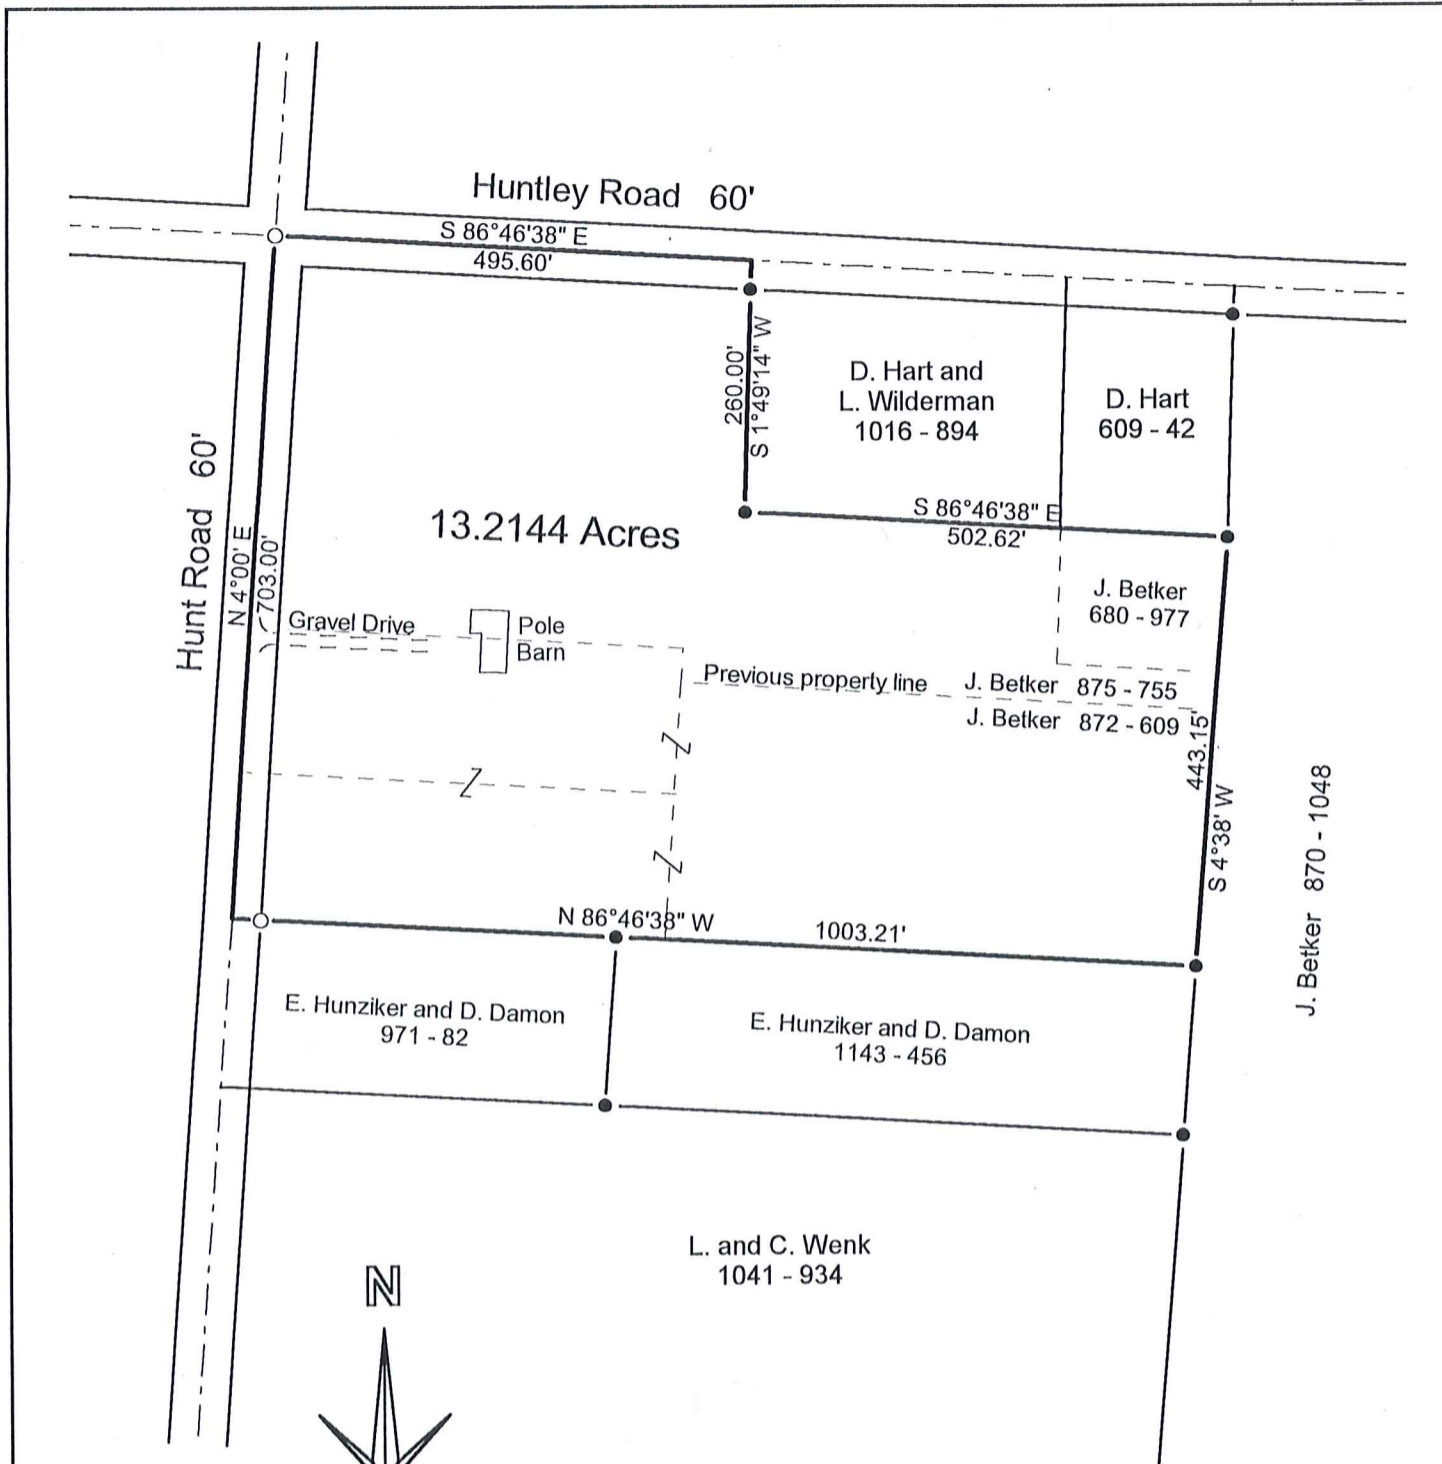 Huntley Road 60'
S 86°46'38" E
495.60'
260.00'
S 1°49'14" W
D. Hart and
L. Wilderman
1016 - 894
D. Hart
609 - 42
Hunt Road 60'
N 4°00' E
703.00'
13.2144 Acres
S 86°46'38" E
502.62'
J. Betker
680 - 977
Gravel Drive
Pole
Barn
Previous property line
J. Betker 875 - 755
J. Betker 872 - 609
443.15'
S 4°38' W
J. Betker 870 - 1048
N 86°46'38" W
1003.21'
E. Hunziker and D. Damon
971 - 82
E. Hunziker and D. Damon
1143 - 456
L. and C. Wenk
1041 - 934
N